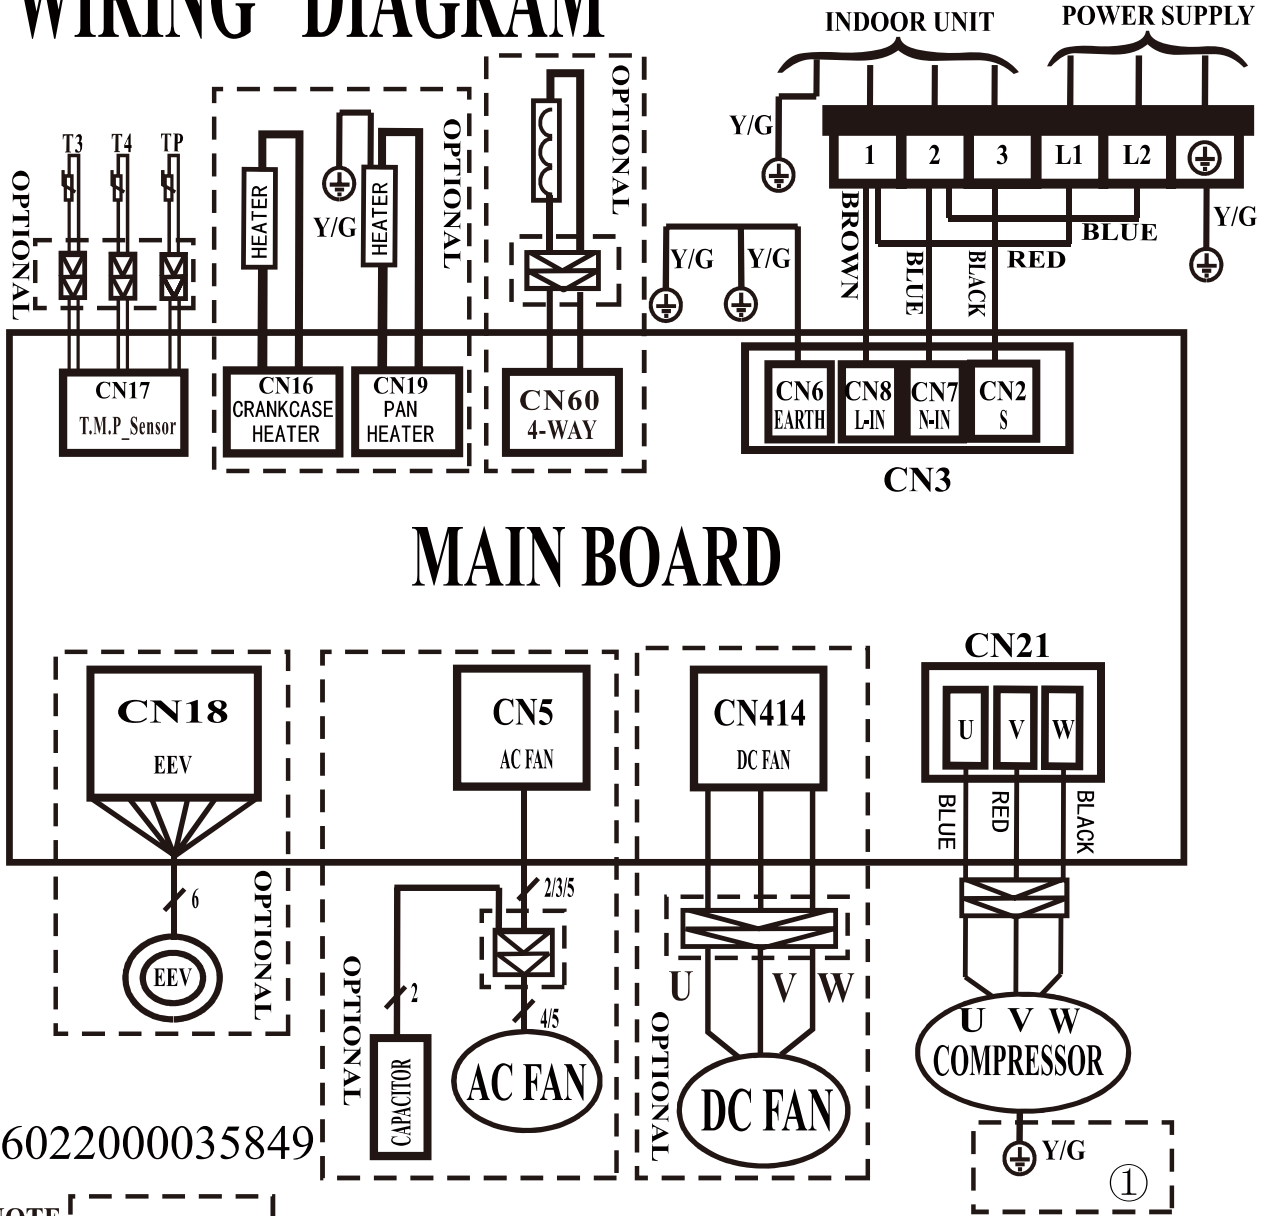 WIRING DIAGRAM
INDOOR UNIT
POWER SUPPLY
T3
T4
TP
OPTIONAL
HEATER
Y/G
HEATER
OPTIONAL
OPTIONAL
Y/G
1
2
3
L1
L2
Y/G
Y/G
Y/G
BROWN
BLUE
BLACK
RED
BLUE
CN17
T.M.P_Sensor
CN16
CRANKCASE
HEATER
CN19
PAN
HEATER
CN60
4-WAY
CN6
EARTH
CN8
L-IN
CN7
N-IN
CN2
S
CN3
MAIN BOARD
CN18
EEV
6
EEV
OPTIONAL
CN5
AC FAN
2/3/5
2
4/5
OPTIONAL
CAPACITOR
AC FAN
CN414
DC FAN
U
V
W
OPTIONAL
DC FAN
CN21
U
V
W
BLUE
RED
BLACK
U V W
COMPRESSOR
Y/G
①
6022000035849